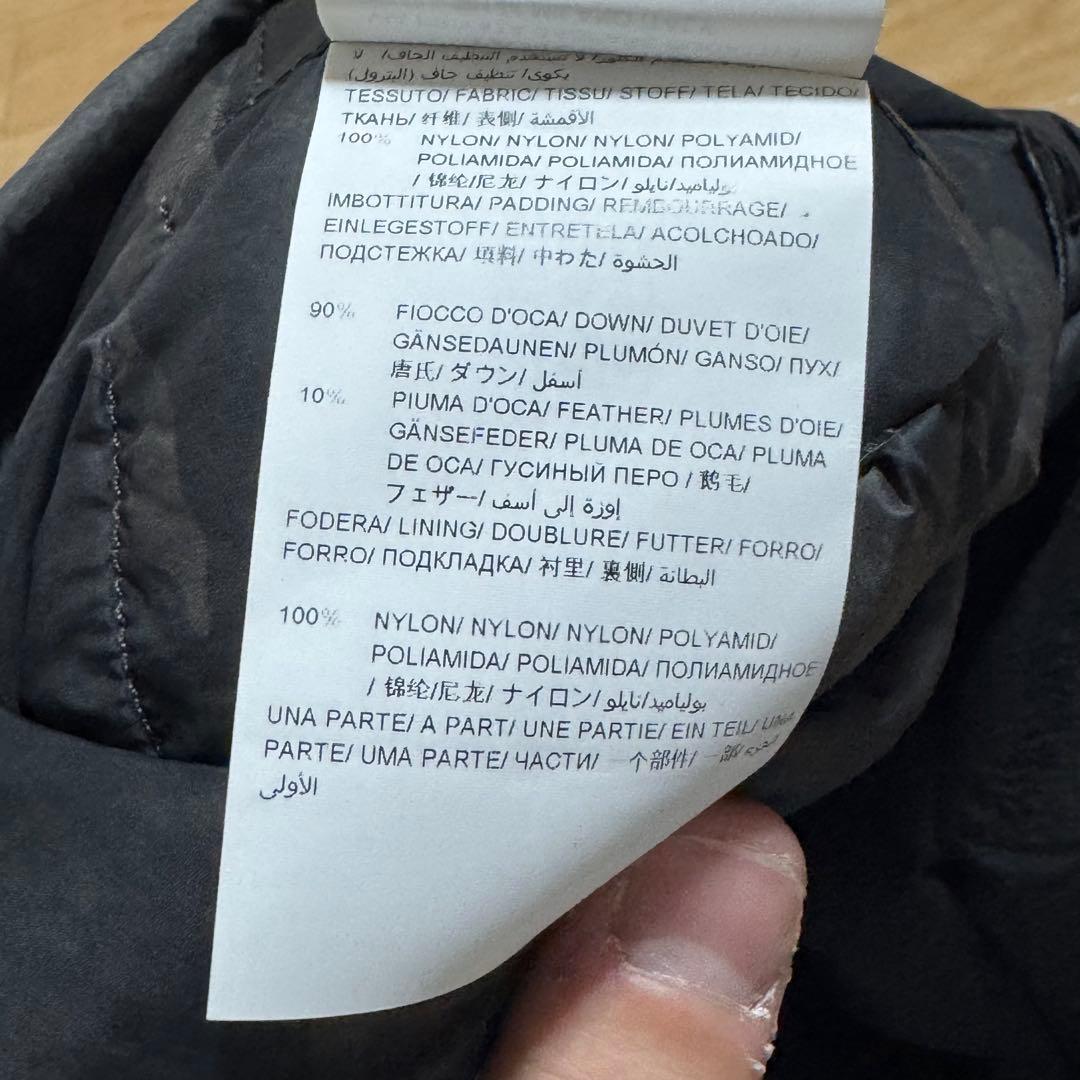 بكوى/ تنظيف جاف (البترول)
TESSUTO/ FABRIC/ TISSU/ STOFF/ TELA/ TECIDO/
ТКАНЬ/ 纤维/ 表側/ الأقمشة
100% NYLON/ NYLON/ NYLON/ POLYAMID/
POLIAMIDA/ POLIAMIDA/ ПОЛИАМИДНОЕ
/ 锦纶/尼龙/ ナイロン/ بولياميد/نايلو
IMBOTTITURA/ PADDING/ REMBOURRAGE/
EINLEGESTOFF/ ENTRETELA/ ACOLCHOADO/
ПОДСТЕЖКА/ 填料/ 中わた/ الحشوة
90% FIOCCO D'OCA/ DOWN/ DUVET D'OIE/
GÄNSEDAUNEN/ PLUMÓN/ GANSO/ ПУХ/
唐氏/ ダウン/ أسفل
10% PIUMA D'OCA/ FEATHER/ PLUMES D'OIE/
GÄNSEFEDER/ PLUMA DE OCA/ PLUMA
DE OCA/ ГУСИНЫЙ ПЕРО / 鹅毛/
フェザー/ إوزة إلى أسف
FODERA/ LINING/ DOUBLURE/ FUTTER/ FORRO/
FORRO/ ПОДКЛАДКА/ 衬里/ 裏側/ البطانة
100% NYLON/ NYLON/ NYLON/ POLYAMID/
POLIAMIDA/ POLIAMIDA/ ПОЛИАМИДНОЕ
/ 锦纶/尼龙/ ナイロン/ بولياميد/نايلو
UNA PARTE/ A PART/ UNE PARTIE/ EIN TEIL/
PARTE/ UMA PARTE/ ЧАСТИ/ 一个部件/ 一部/
الأولى